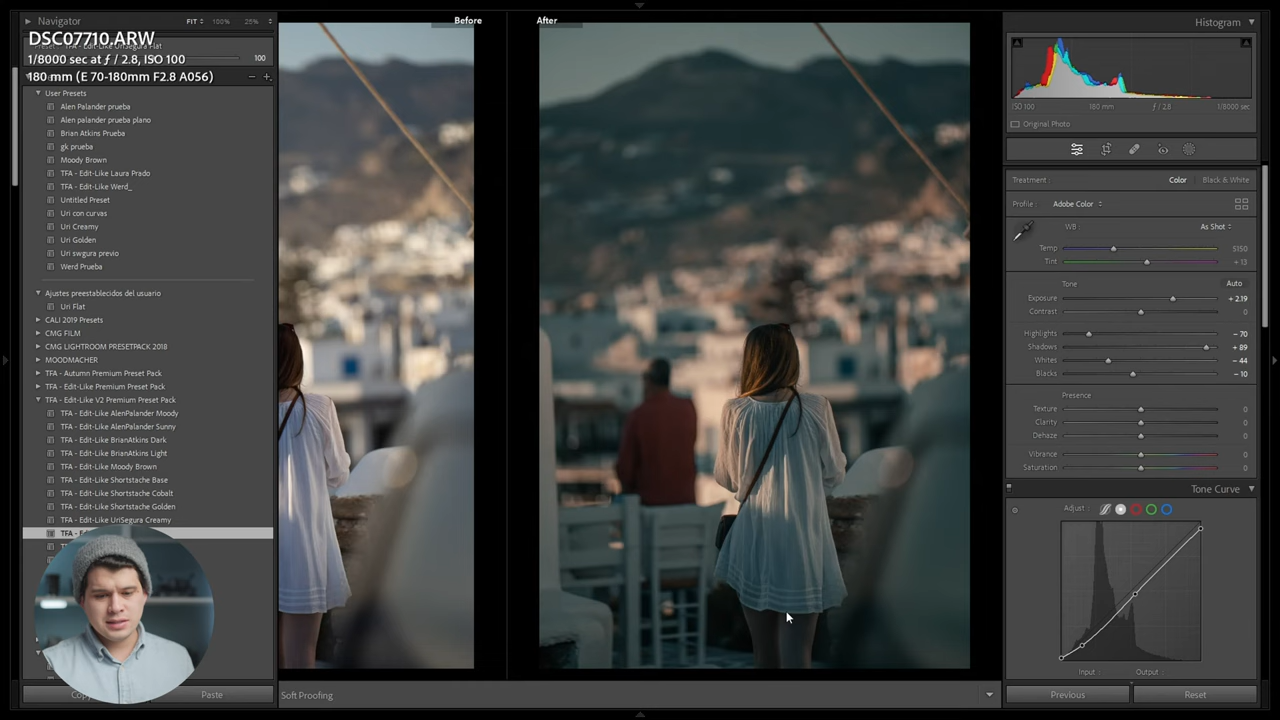 Navigator
FIT
100%
25%
DSC07710.ARW
1/8000 sec at ƒ / 2.8, ISO 100
100
180 mm (E 70-180mm F2.8 A056)
User Presets
Alen Palander prueba
Alen palander prueba plano
Brian Atkins Prueba
gk prueba
Moody Brown
TFA - Edit-Like Laura Prado
TFA - Edit-Like Werd_
Untitled Preset
Uri con curvas
Uri Creamy
Uri Golden
Uri swgura previo
Werd Prueba
Ajustes preestablecidos del usuario
Uri Flat
CALI 2019 Presets
CMG FILM
CMG LIGHTROOM PRESETPACK 2018
MOODMACHER
TFA - Autumn Premium Preset Pack
TFA - Edit-Like Premium Preset Pack
TFA - Edit-Like V2 Premium Preset Pack
TFA - Edit-Like AlenPalander Moody
TFA - Edit-Like AlenPalander Sunny
TFA - Edit-Like BrianAtkins Dark
TFA - Edit-Like BrianAtkins Light
TFA - Edit-Like Moody Brown
TFA - Edit-Like Shortstache Base
TFA - Edit-Like Shortstache Cobalt
TFA - Edit-Like Shortstache Golden
TFA - Edit-Like UriSegura Creamy
TFA - E
Paste
Before
After
Soft Proofing
Histogram
ISO 100
180 mm
ƒ / 2.8
1/8000 sec
Original Photo
Treatment :
Color
Black & White
Profile :
Adobe Color
WB :
As Shot
Temp
5150
Tint
+ 13
Tone
Auto
Exposure
+ 2.19
Contrast
0
Highlights
− 70
Shadows
+ 89
Whites
− 44
Blacks
− 10
Presence
Texture
0
Clarity
0
Dehaze
0
Vibrance
0
Saturation
0
Tone Curve
Adjust :
Input :
Output :
Previous
Reset